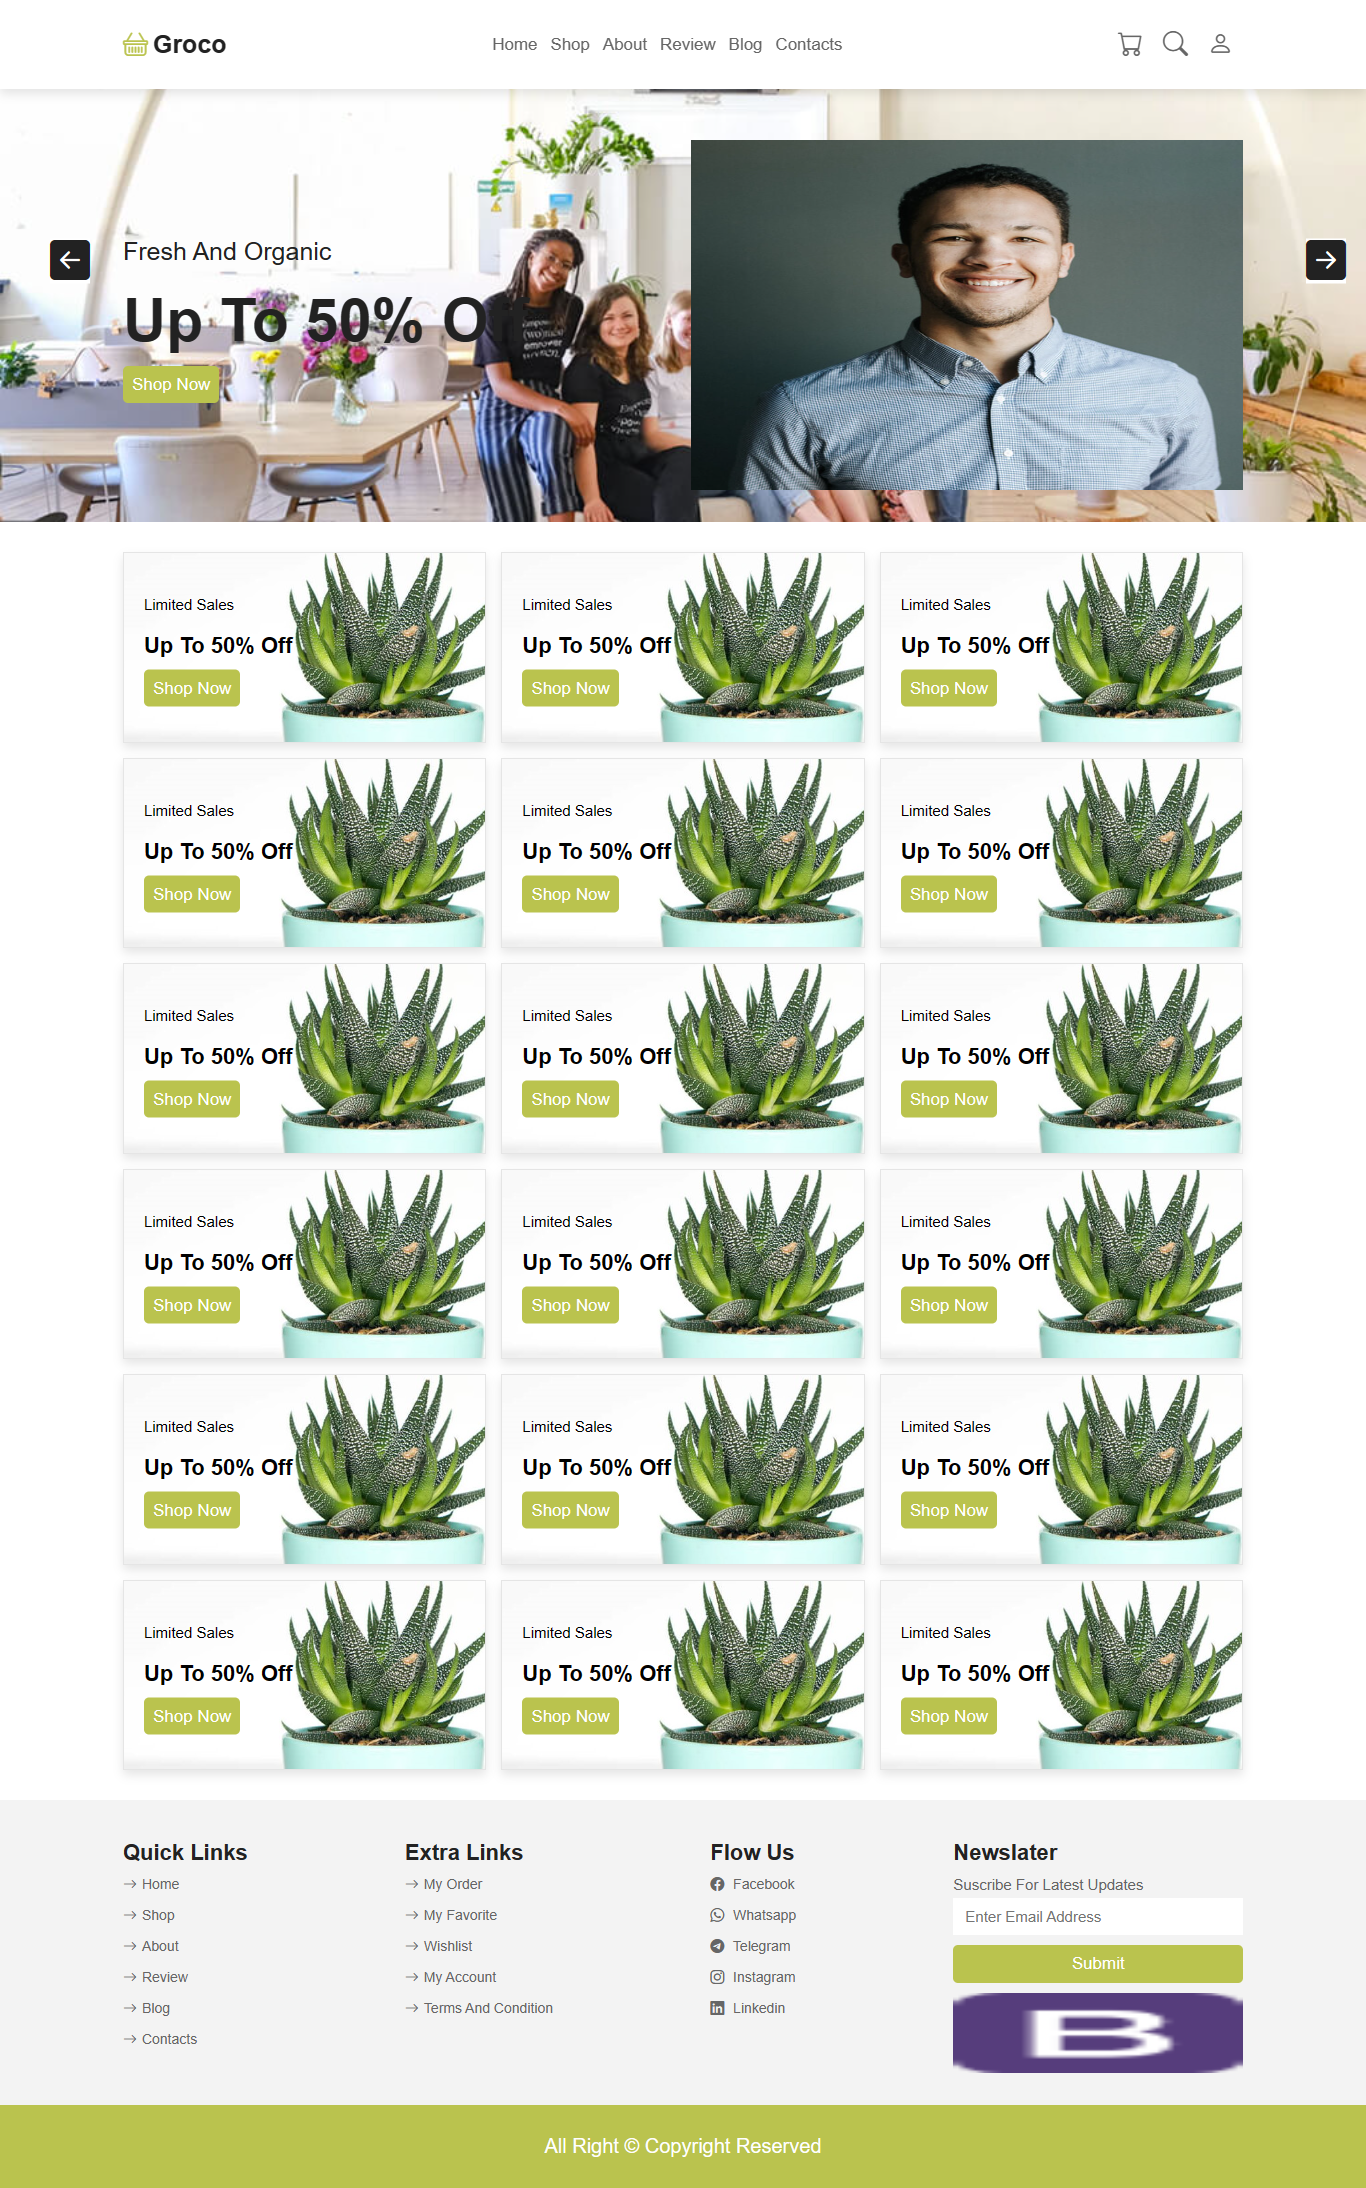 Groco
Home Shop About Review Blog Contacts
Fresh And Organic
Up To 50% O
Shop Now
Limited Sales Limited Sales Limited Sales
Up To 50% Off Up To 50% Off Up To 50% Off
Shop Now Shop Now Shop Now
Limited Sales Limited Sales Limited Sales
Up To 50% Off Up To 50% Off Up To 50% Off
Shop Now Shop Now Shop Now
Limited Sales Limited Sales Limited Sales
Up To 50% Off Up To 50% Off Up To 50% Off
Shop Now Shop Now Shop Now
Limited Sales Limited Sales Limited Sales
Up To 50% Off Up To 50% Off Up To 50% Off
Shop Now Shop Now Shop Now
Limited Sales Limited Sales Limited Sales
Up To 50% Off Up To 50% Off Up To 50% Off
Shop Now Shop Now Shop Now
Limited Sales Limited Sales Limited Sales
Up To 50% Off Up To 50% Off Up To 50% Off
Shop Now Shop Now Shop Now
Quick Links
Home
Shop
About
Review
Blog
Contacts
Extra Links
My Order
My Favorite
Wishlist
My Account
Terms And Condition
Flow Us
Facebook
Whatsapp
Telegram
Instagram
Linkedin
Newslater
Suscribe For Latest Updates
Enter Email Address
Submit
B
All Right © Copyright Reserved